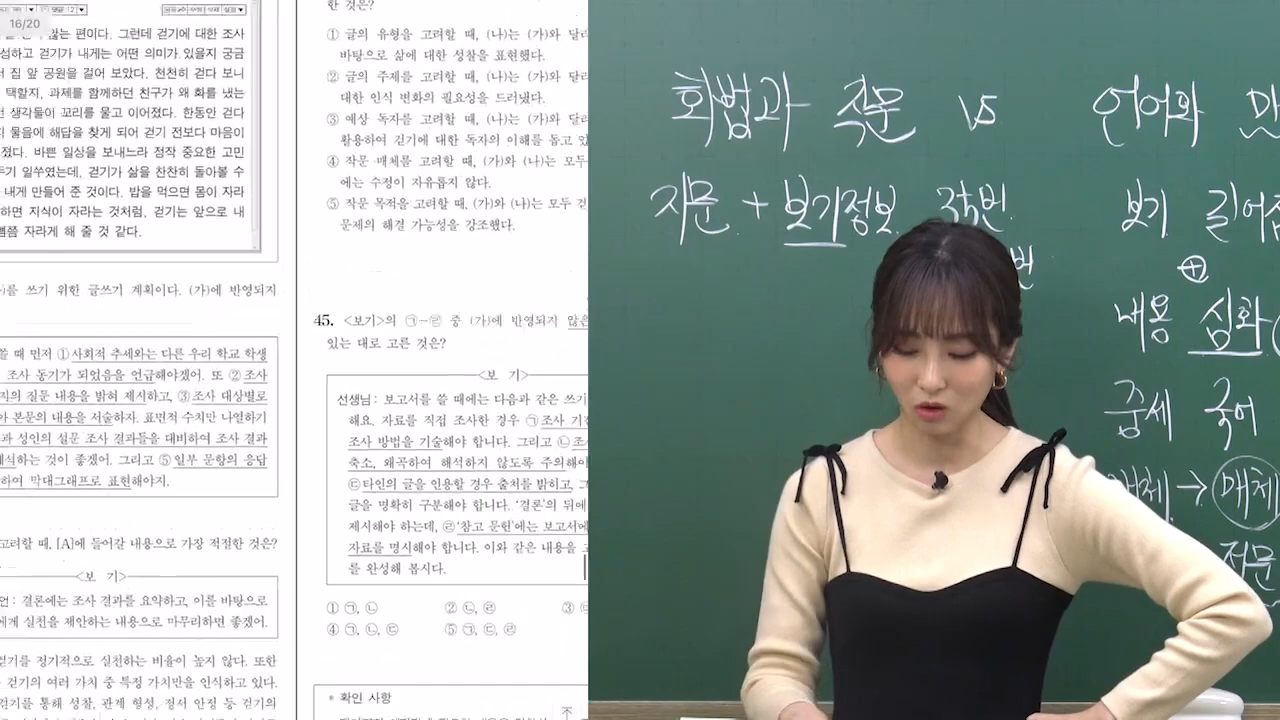 16/20
않는 편이다. 그런데 걷기에 대한 조사
성하고 걷기가 내게는 어떤 의미가 있을지 궁금
집 앞 공원을 걸어 보았다. 천천히 걷다 보니
택할지, 과제를 함께하던 친구가 왜 화를 냈는
생각들이 꼬리를 물고 이어졌다. 한동안 걷다
물음에 해답을 찾게 되어 걷기 전보다 마음이
졌다. 바쁜 일상을 보내느라 정작 중요한 고민
두기 일쑤였는데, 걷기가 삶을 찬찬히 돌아볼 수
내게 만들어 준 것이다. 밥을 먹으면 몸이 자라
하면 지식이 자라는 것처럼, 걷기는 앞으로 내
뼘쯤 자라게 해 줄 것 같다.
를 쓰기 위한 글쓰기 계획이다. (가)에 반영되지
쓸 때 먼저 ①사회적 추세와는 다른 우리 학교 학생
조사 동기가 되었음을 언급해야겠어. 또 ②조사
지의 질문 내용을 밝혀 제시하고, ③조사 대상별로
본문의 내용을 서술하자. 표면적 수치만 나열하기
과 성인의 설문 조사 결과들을 대비하여 조사 결과
해석하는 것이 좋겠어. 그리고 ⑤일부 문항의 응답
하여 막대그래프로 표현해야지.
고려할 때, [A]에 들어갈 내용으로 가장 적절한 것은?
<보 기>
언: 결론에는 조사 결과를 요약하고, 이를 바탕으로
에게 실천을 제안하는 내용으로 마무리하면 좋겠어.
걷기를 정기적으로 실천하는 비율이 높지 않다. 또한
걷기의 여러 가치 중 특정 가치만을 인식하고 있다.
걷기를 통해 성찰, 관계 형성, 정서 안정 등 걷기의
한 것은?
① 글의 유형을 고려할 때, (나)는 (가)와 달리
바탕으로 삶에 대한 성찰을 표현했다.
② 글의 주제를 고려할 때, (나)는 (가)와 달리
대한 인식 변화의 필요성을 드러냈다.
③ 예상 독자를 고려할 때, (나)는 (가)와 달리
활용하여 걷기에 대한 독자의 이해를 돕고 있
④ 작문 매체를 고려할 때, (가)와 (나)는 모두
에는 수정이 자유롭지 않다.
⑤ 작문 목적을 고려할 때, (가)와 (나)는 모두 걷
문제의 해결 가능성을 강조했다.
45. <보기>의 ㉠~㉣ 중 (가)에 반영되지 않은
있는 대로 고른 것은?
<보 기>
선생님: 보고서를 쓸 때에는 다음과 같은 쓰기
해요. 자료를 직접 조사한 경우 ㉠조사 기
조사 방법을 기술해야 합니다. 그리고 ㉡조
축소, 왜곡하여 해석하지 않도록 주의해야
㉢타인의 글을 인용할 경우 출처를 밝히고, 그
글을 명확히 구분해야 합니다. '결론'의 뒤에
제시해야 하는데, ㉣'참고 문헌'에는 보고서에
자료를 명시해야 합니다. 이와 같은 내용을 고
를 완성해 봅시다.
① ㉠, ㉡ ② ㉡, ㉣ ③
④ ㉠, ㉡, ㉢ ⑤ ㉠, ㉢, ㉣
* 확인 사항
화법과 작문 VS 언어와
지문 + 보기정보 35번
번
보기 길어짐
⊕
내용 심화
중세 국어
매체 → 매체